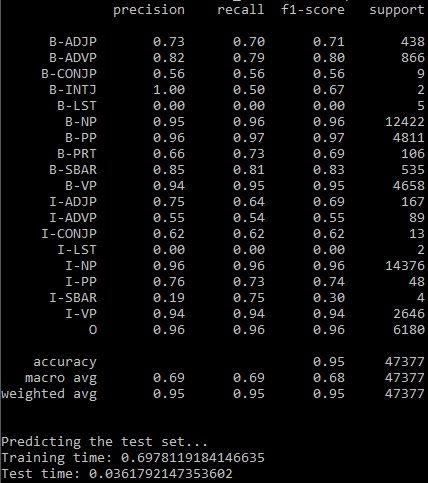 precision recall f1-score support
B-ADJP 0.73 0.70 0.71 438
B-ADVP 0.82 0.79 0.80 866
B-CONJP 0.56 0.56 0.56 9
B-INTJ 1.00 0.50 0.67 2
B-LST 0.00 0.00 0.00 5
B-NP 0.95 0.96 0.96 12422
B-PP 0.96 0.97 0.97 4811
B-PRT 0.66 0.73 0.69 106
B-SBAR 0.85 0.81 0.83 535
B-VP 0.94 0.95 0.95 4658
I-ADJP 0.75 0.64 0.69 167
I-ADVP 0.55 0.54 0.55 89
I-CONJP 0.62 0.62 0.62 13
I-LST 0.00 0.00 0.00 2
I-NP 0.96 0.96 0.96 14376
I-PP 0.76 0.73 0.74 48
I-SBAR 0.19 0.75 0.30 4
I-VP 0.94 0.94 0.94 2646
O 0.96 0.96 0.96 6180
accuracy 0.95 47377
macro avg 0.69 0.69 0.68 47377
weighted avg 0.95 0.95 0.95 47377
Predicting the test set...
Training time: 0.6978119184146635
Test time: 0.0361792147353602